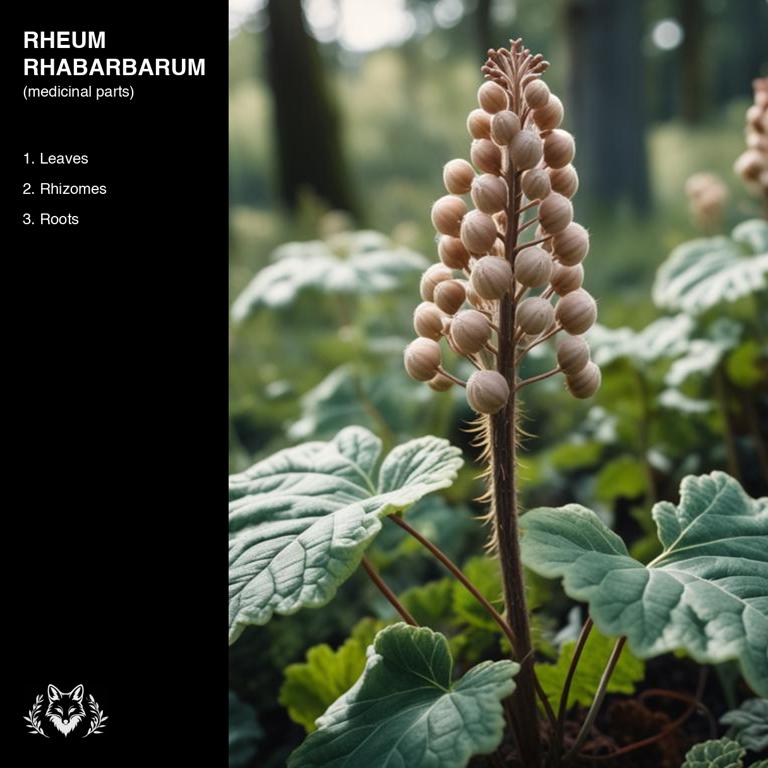 RHEUM
RHABARBARUM
(medicinal parts)
1. Leaves
2. Rhizomes
3. Roots